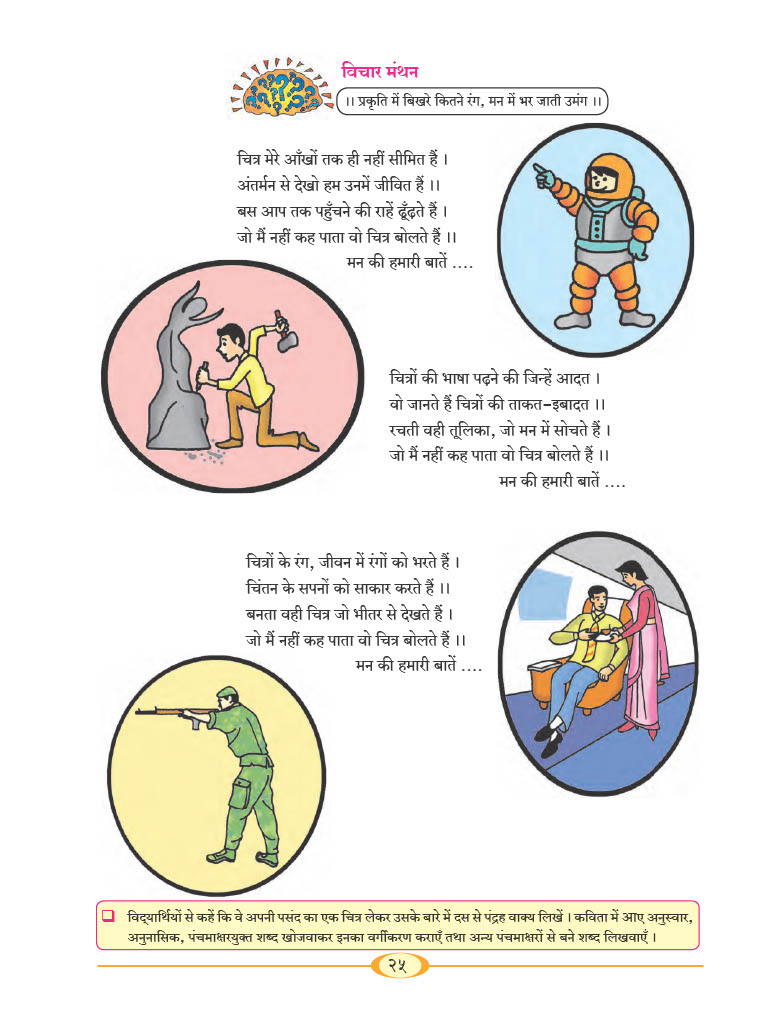 विचार मंथन
।। प्रकृति में बिखरे कितने रंग, मन में भर जाती उमंग ।।
चित्र मेरे आँखों तक ही नहीं सीमित हैं ।
अंतर्मन से देखो हम उनमें जीवित हैं ।।
बस आप तक पहुँचने की राहें ढूँढ़ते हैं ।
जो मैं नहीं कह पाता वो चित्र बोलते हैं ।।
मन की हमारी बातें ....
चित्रों की भाषा पढ़ने की जिन्हें आदत ।
वो जानते हैं चित्रों की ताकत-इबादत ।।
रचती वही तूलिका, जो मन में सोचते हैं ।
जो मैं नहीं कह पाता वो चित्र बोलते हैं ।।
मन की हमारी बातें ....
चित्रों के रंग, जीवन में रंगों को भरते हैं ।
चिंतन के सपनों को साकार करते हैं ।।
बनता वही चित्र जो भीतर से देखते हैं ।
जो मैं नहीं कह पाता वो चित्र बोलते हैं ।।
मन की हमारी बातें ....
विद्यार्थियों से कहें कि वे अपनी पसंद का एक चित्र लेकर उसके बारे में दस से पंद्रह वाक्य लिखें । कविता में आए अनुस्वार,
अनुनासिक, पंचमाक्षरयुक्त शब्द खोजवाकर इनका वर्गीकरण कराएँ तथा अन्य पंचमाक्षरों से बने शब्द लिखवाएँ ।
२५